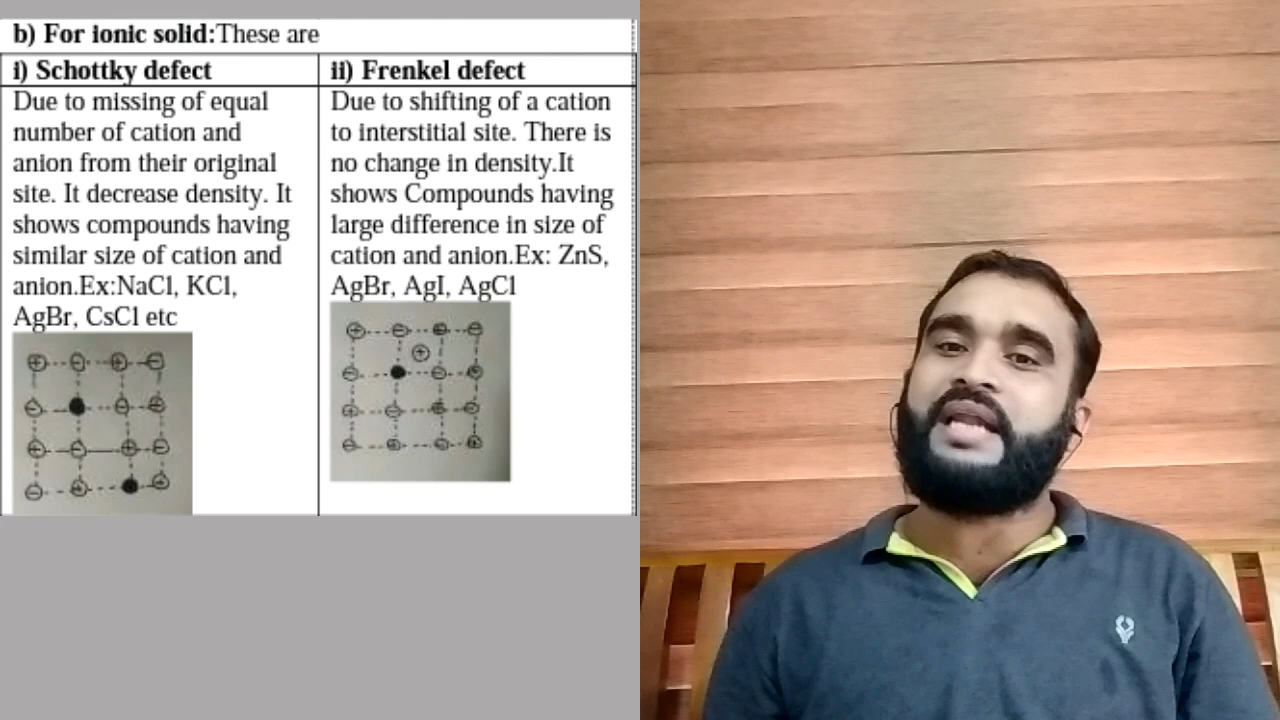 b) For ionic solid:These are
i) Schottky defect
Due to missing of equal
number of cation and
anion from their original
site. It decrease density. It
shows compounds having
similar size of cation and
anion.Ex:NaCl, KCl,
AgBr, CsCl etc
ii) Frenkel defect
Due to shifting of a cation
to interstitial site. There is
no change in density.It
shows Compounds having
large difference in size of
cation and anion.Ex: ZnS,
AgBr, AgI, AgCl